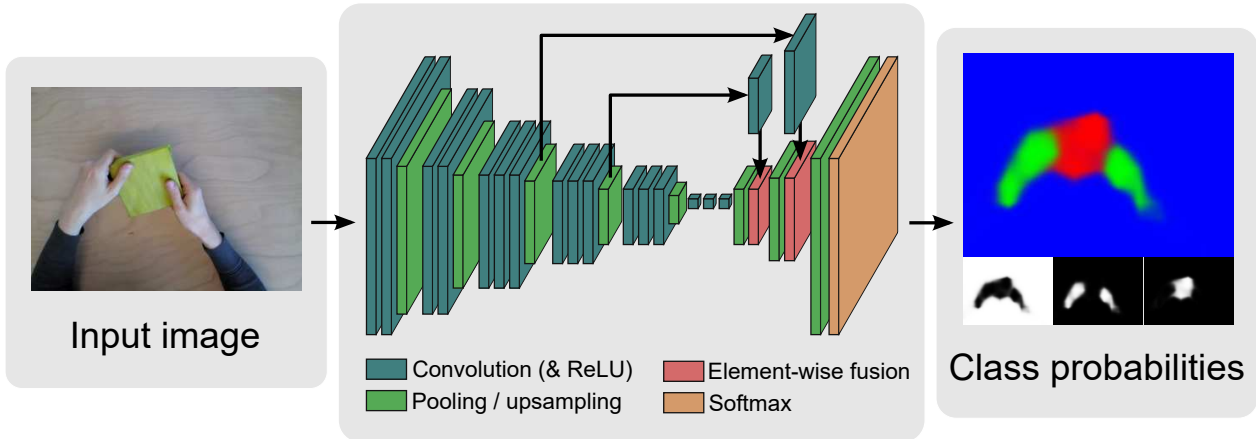 Input image
Convolution (& ReLU)
Pooling / upsampling
Element-wise fusion
Softmax
Class probabilities